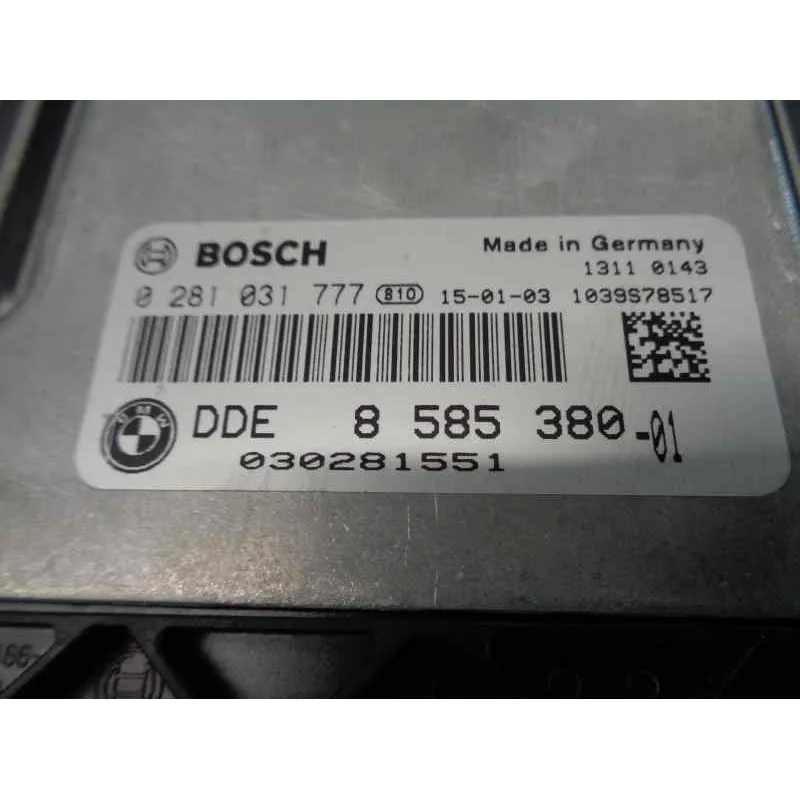 BOSCH Made in Germany
1311 0143
0 281 031 777 810 15-01-03 1039S78517
BMW DDE 8 585 380-01
030281551